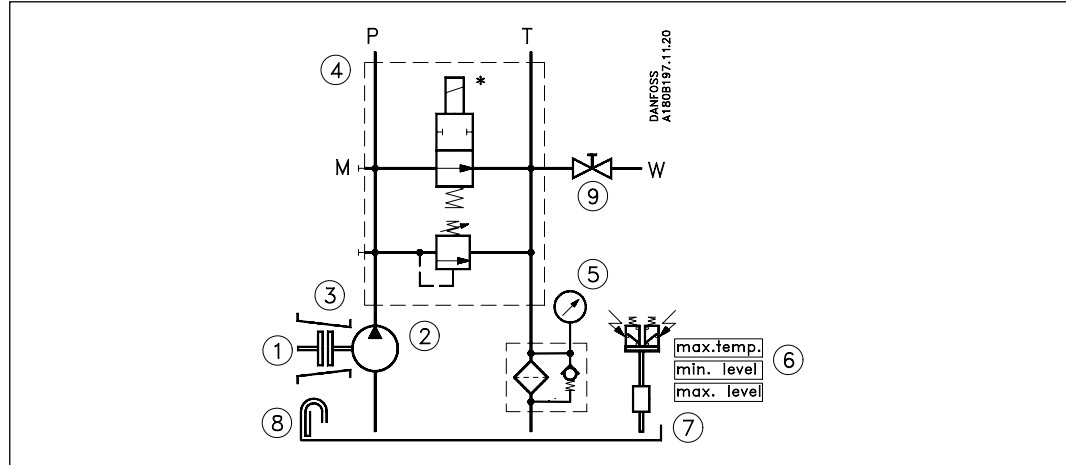 P
T
DANFOSS
A180B197.11.20
4
*
M
W
9
5
3
1
2
max.temp.
min. level
max. level
6
8
7